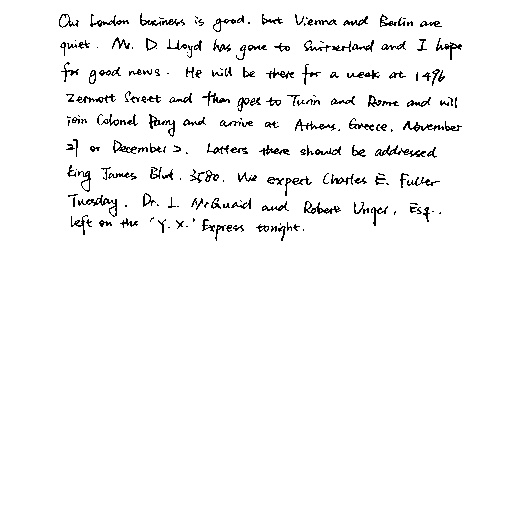 Our London business is good, but Vienna and Berlin are
quiet. Mr. D. Lloyd has gone to Switzerland and I hope
for good news. He will be there for a week at 1496
Zermott Street and then goes to Turin and Rome and will
join Colonel Parry and arrive at Athens, Greece, November
27 or December 2. Letters there should be addressed
King James Blvd. 3580. We expect Charles E. Fuller
Tuesday. Dr. L. McQuaid and Robert Unger, Esq.,
left on the "Y.X." Express tonight.